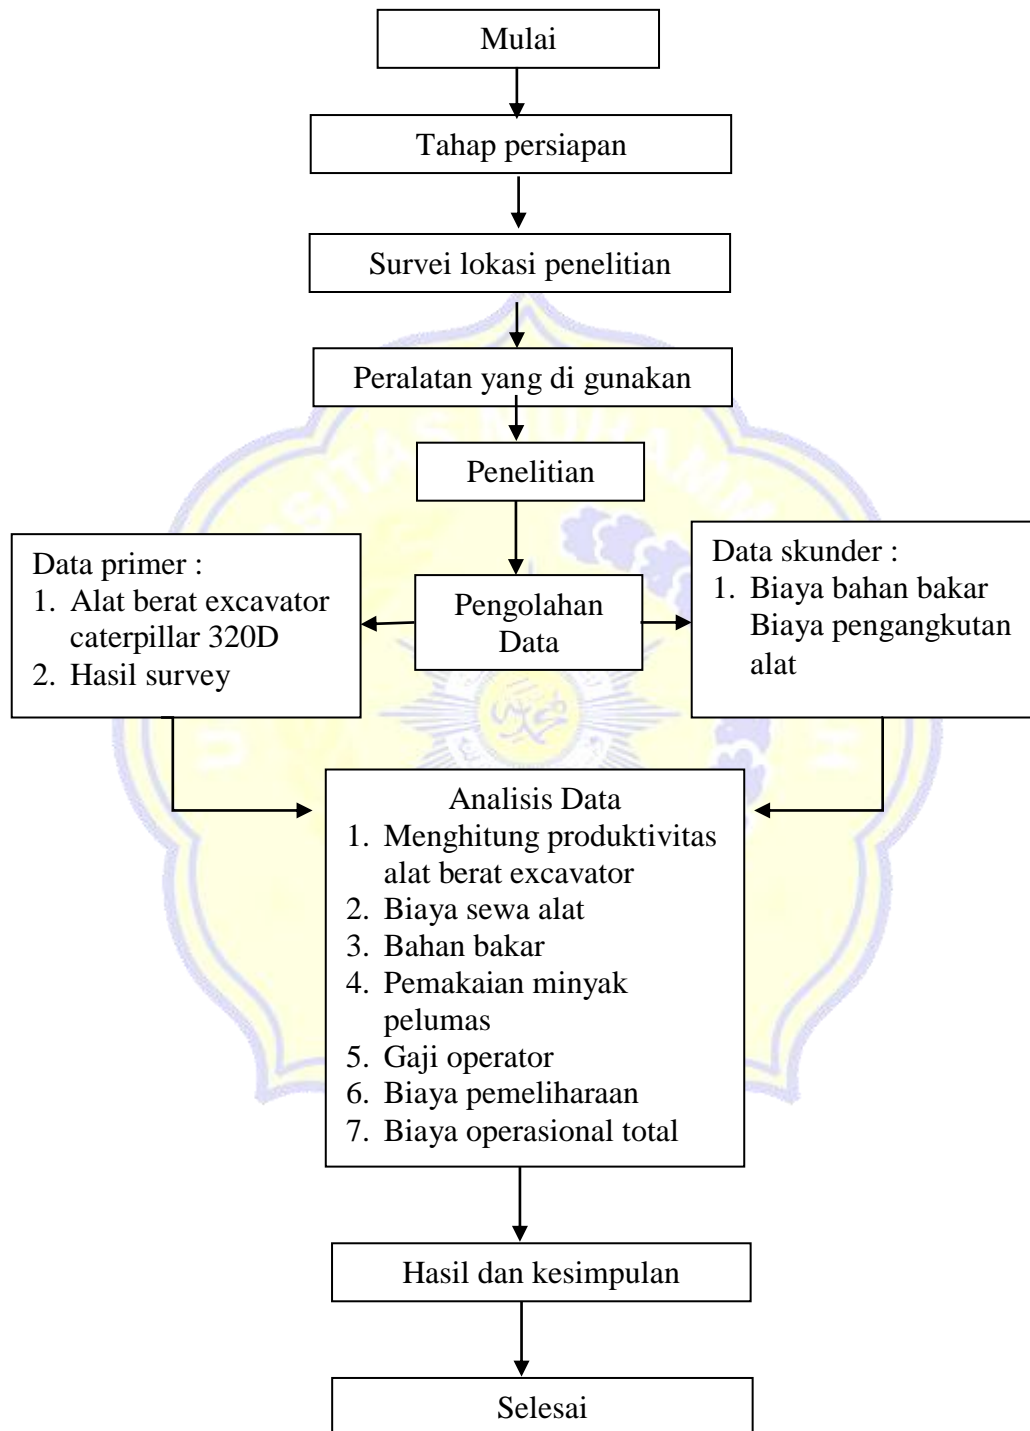 Mulai
Tahap persiapan
Survei lokasi penelitian
Peralatan yang di gunakan
Penelitian
Data primer :
1. Alat berat excavator
caterpillar 320D
2. Hasil survey
Pengolahan
Data
Data skunder :
1. Biaya bahan bakar
Biaya pengangkutan
alat
Analisis Data
1. Menghitung produktivitas
alat berat excavator
2. Biaya sewa alat
3. Bahan bakar
4. Pemakaian minyak
pelumas
5. Gaji operator
6. Biaya pemeliharaan
7. Biaya operasional total
Hasil dan kesimpulan
Selesai